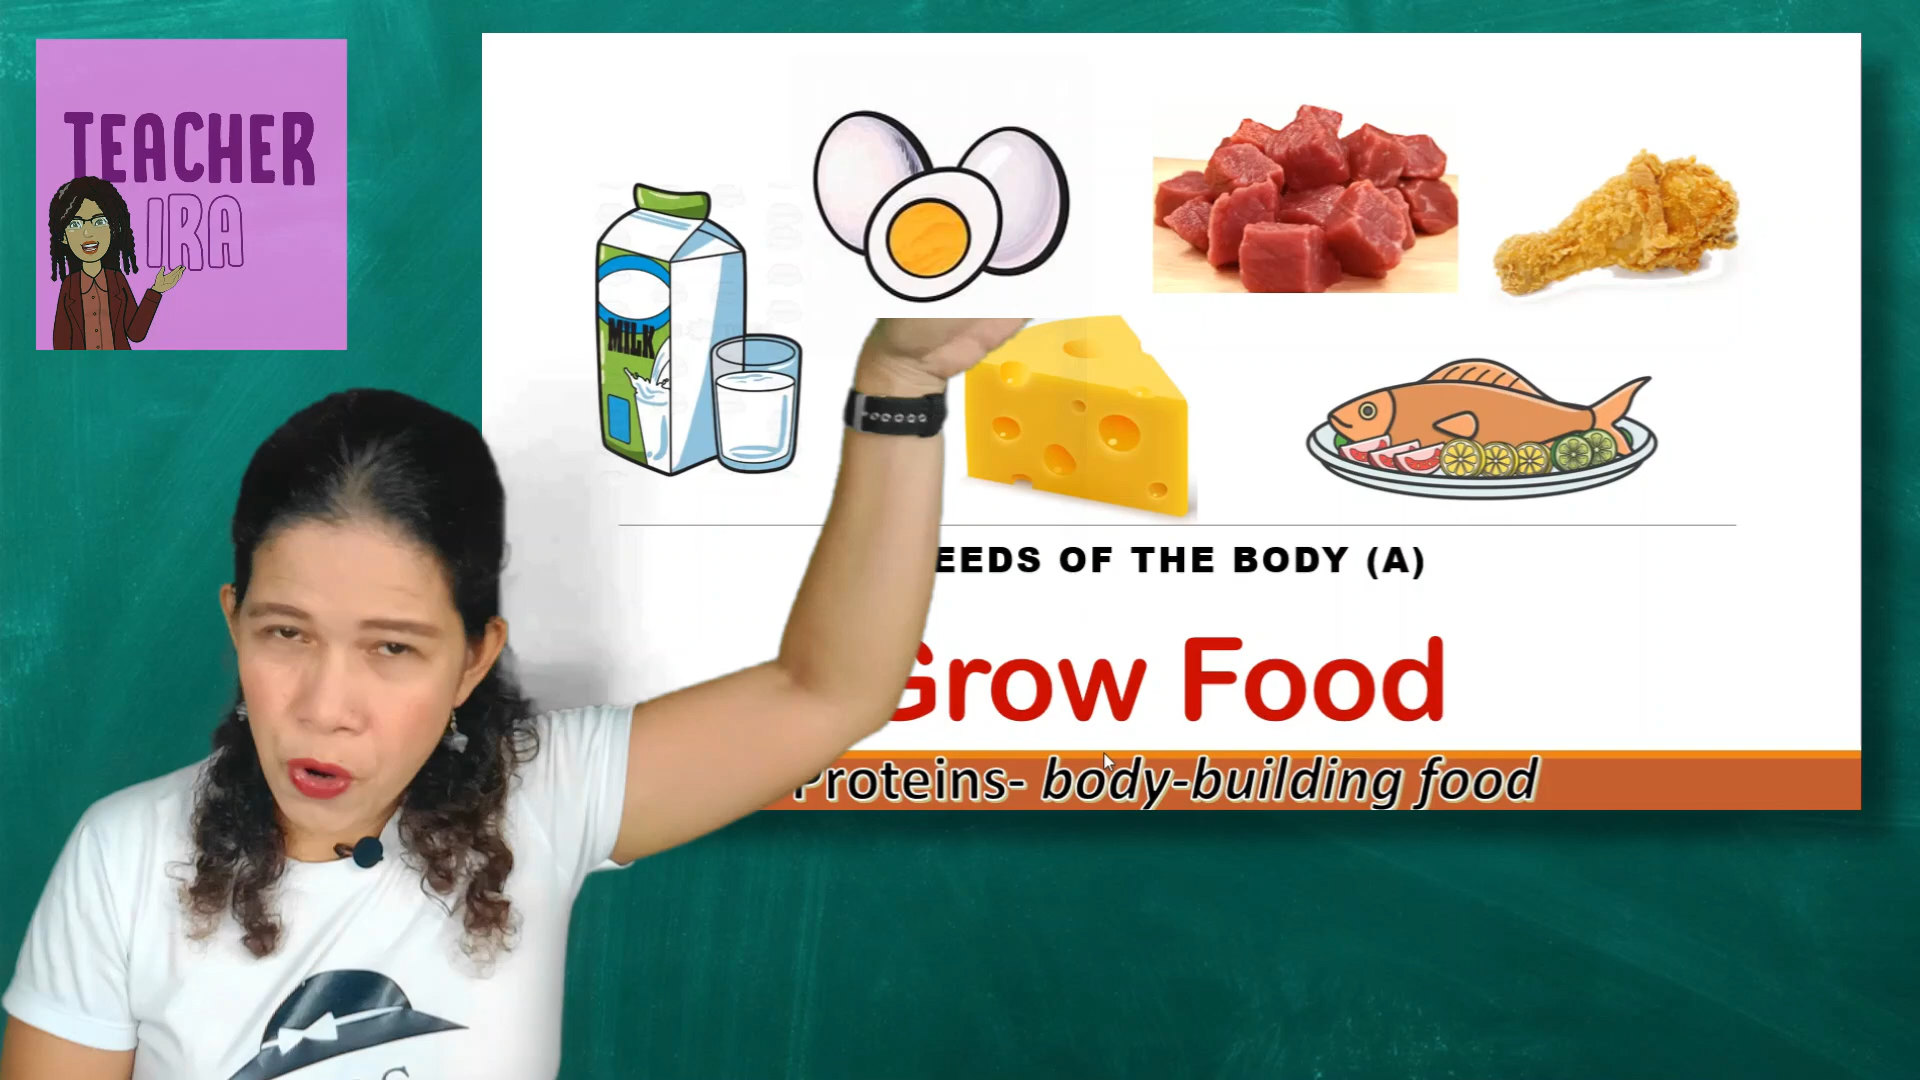 TEACHER
IRA
MILK
EEDS OF THE BODY (A)
Grow Food
Proteins- body-building food